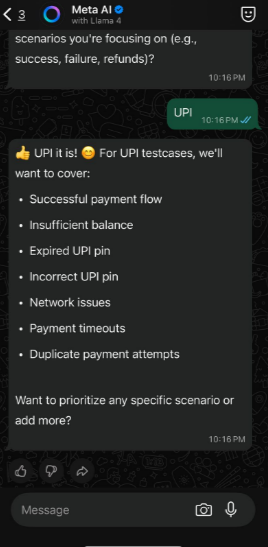 3
Meta AI
with Llama 4
scenarios you're focusing on (e.g.,
success, failure, refunds)?
10:16 PM
UPI
10:16 PM
👍 UPI it is! 😊 For UPI testcases, we'll
want to cover:
• Successful payment flow
• Insufficient balance
• Expired UPI pin
• Incorrect UPI pin
• Network issues
• Payment timeouts
• Duplicate payment attempts
Want to prioritize any specific scenario or
add more?
10:16 PM
Message